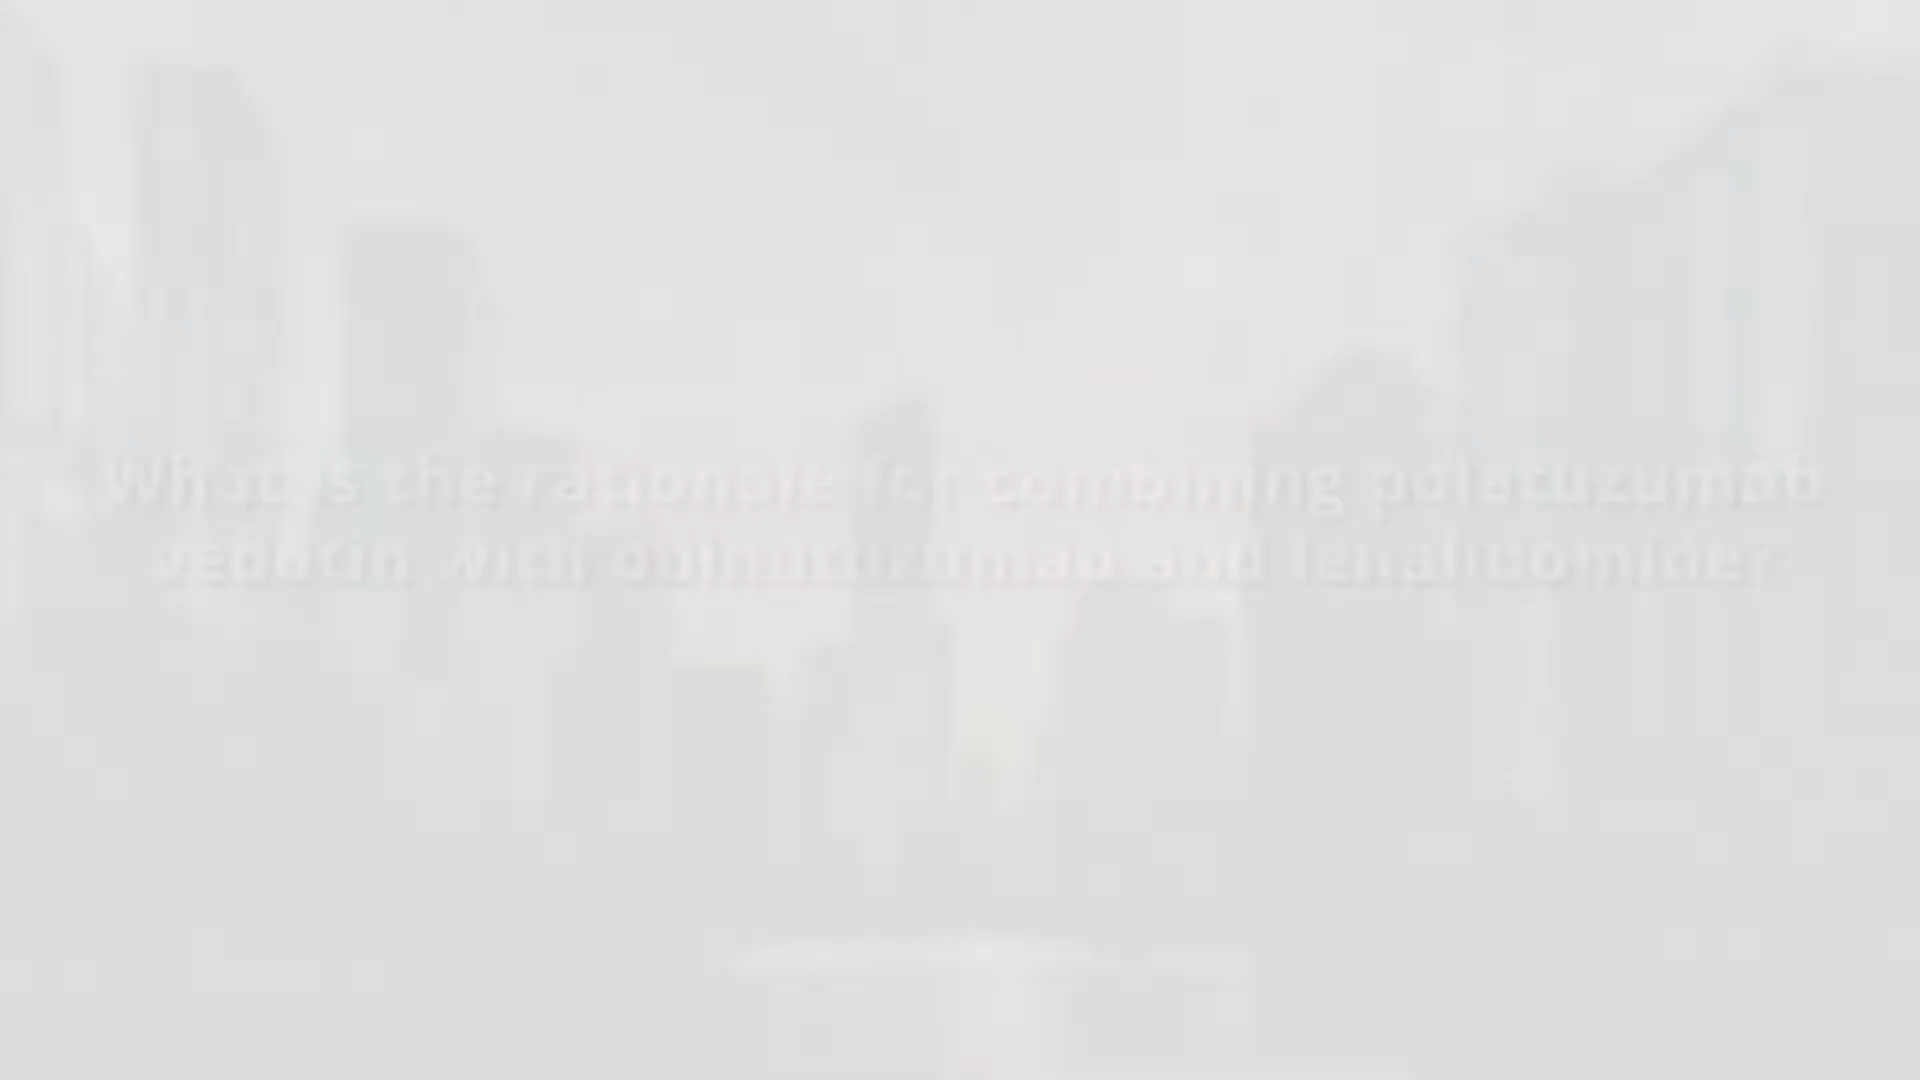 What is the rationale for combining polatuzumab
vedotin with obinutuzumab and lenalidomide?